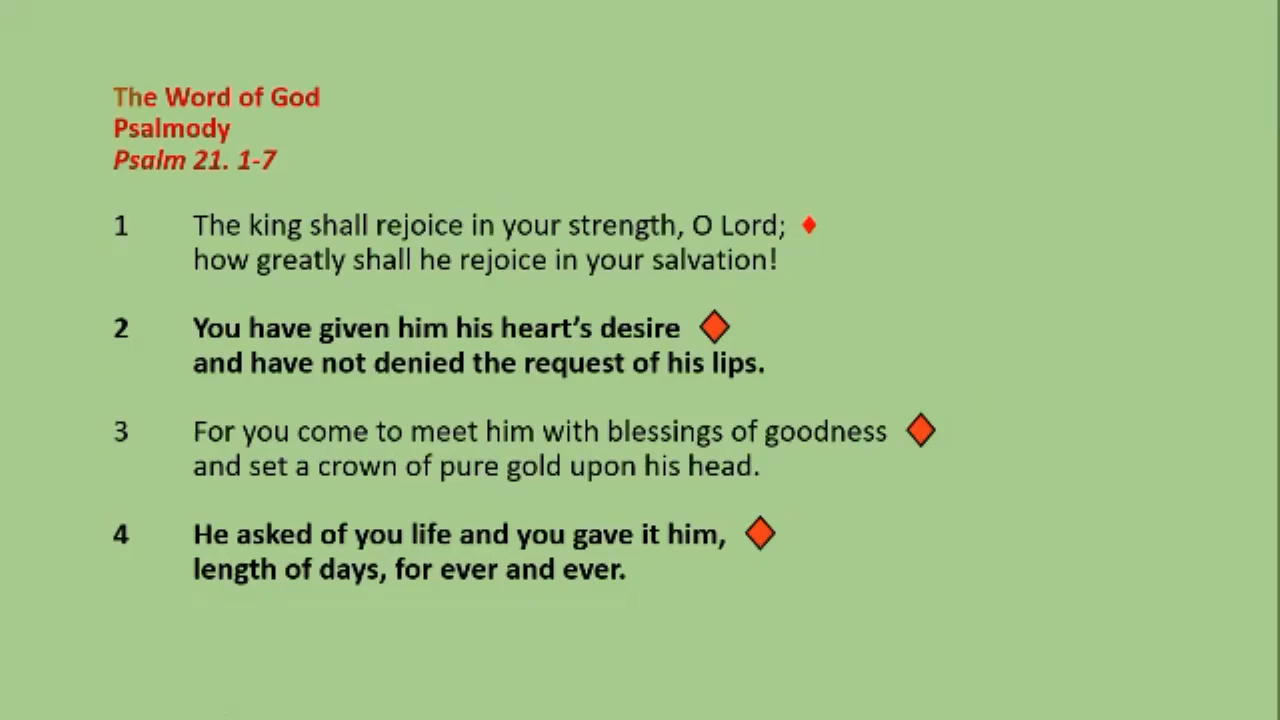 The Word of God
Psalmody
Psalm 21. 1-7
1 The king shall rejoice in your strength, O Lord; ♦
how greatly shall he rejoice in your salvation!
2 You have given him his heart’s desire ♦
and have not denied the request of his lips.
3 For you come to meet him with blessings of goodness ♦
and set a crown of pure gold upon his head.
4 He asked of you life and you gave it him, ♦
length of days, for ever and ever.